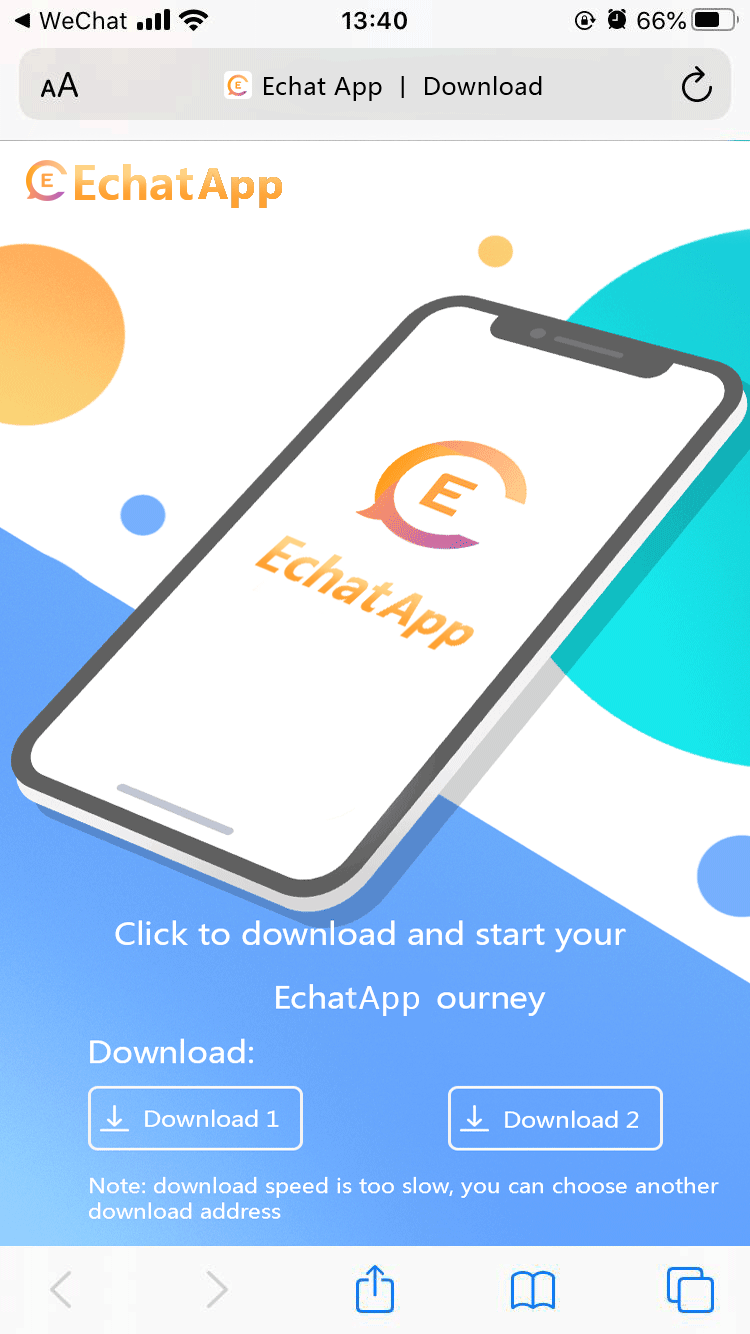 WeChat 13:40 66%
AA Echat App | Download
E EchatApp
E
EchatApp
Click to download and start your
EchatApp ourney
Download:
Download 1 Download 2
Note: download speed is too slow, you can choose another
download address